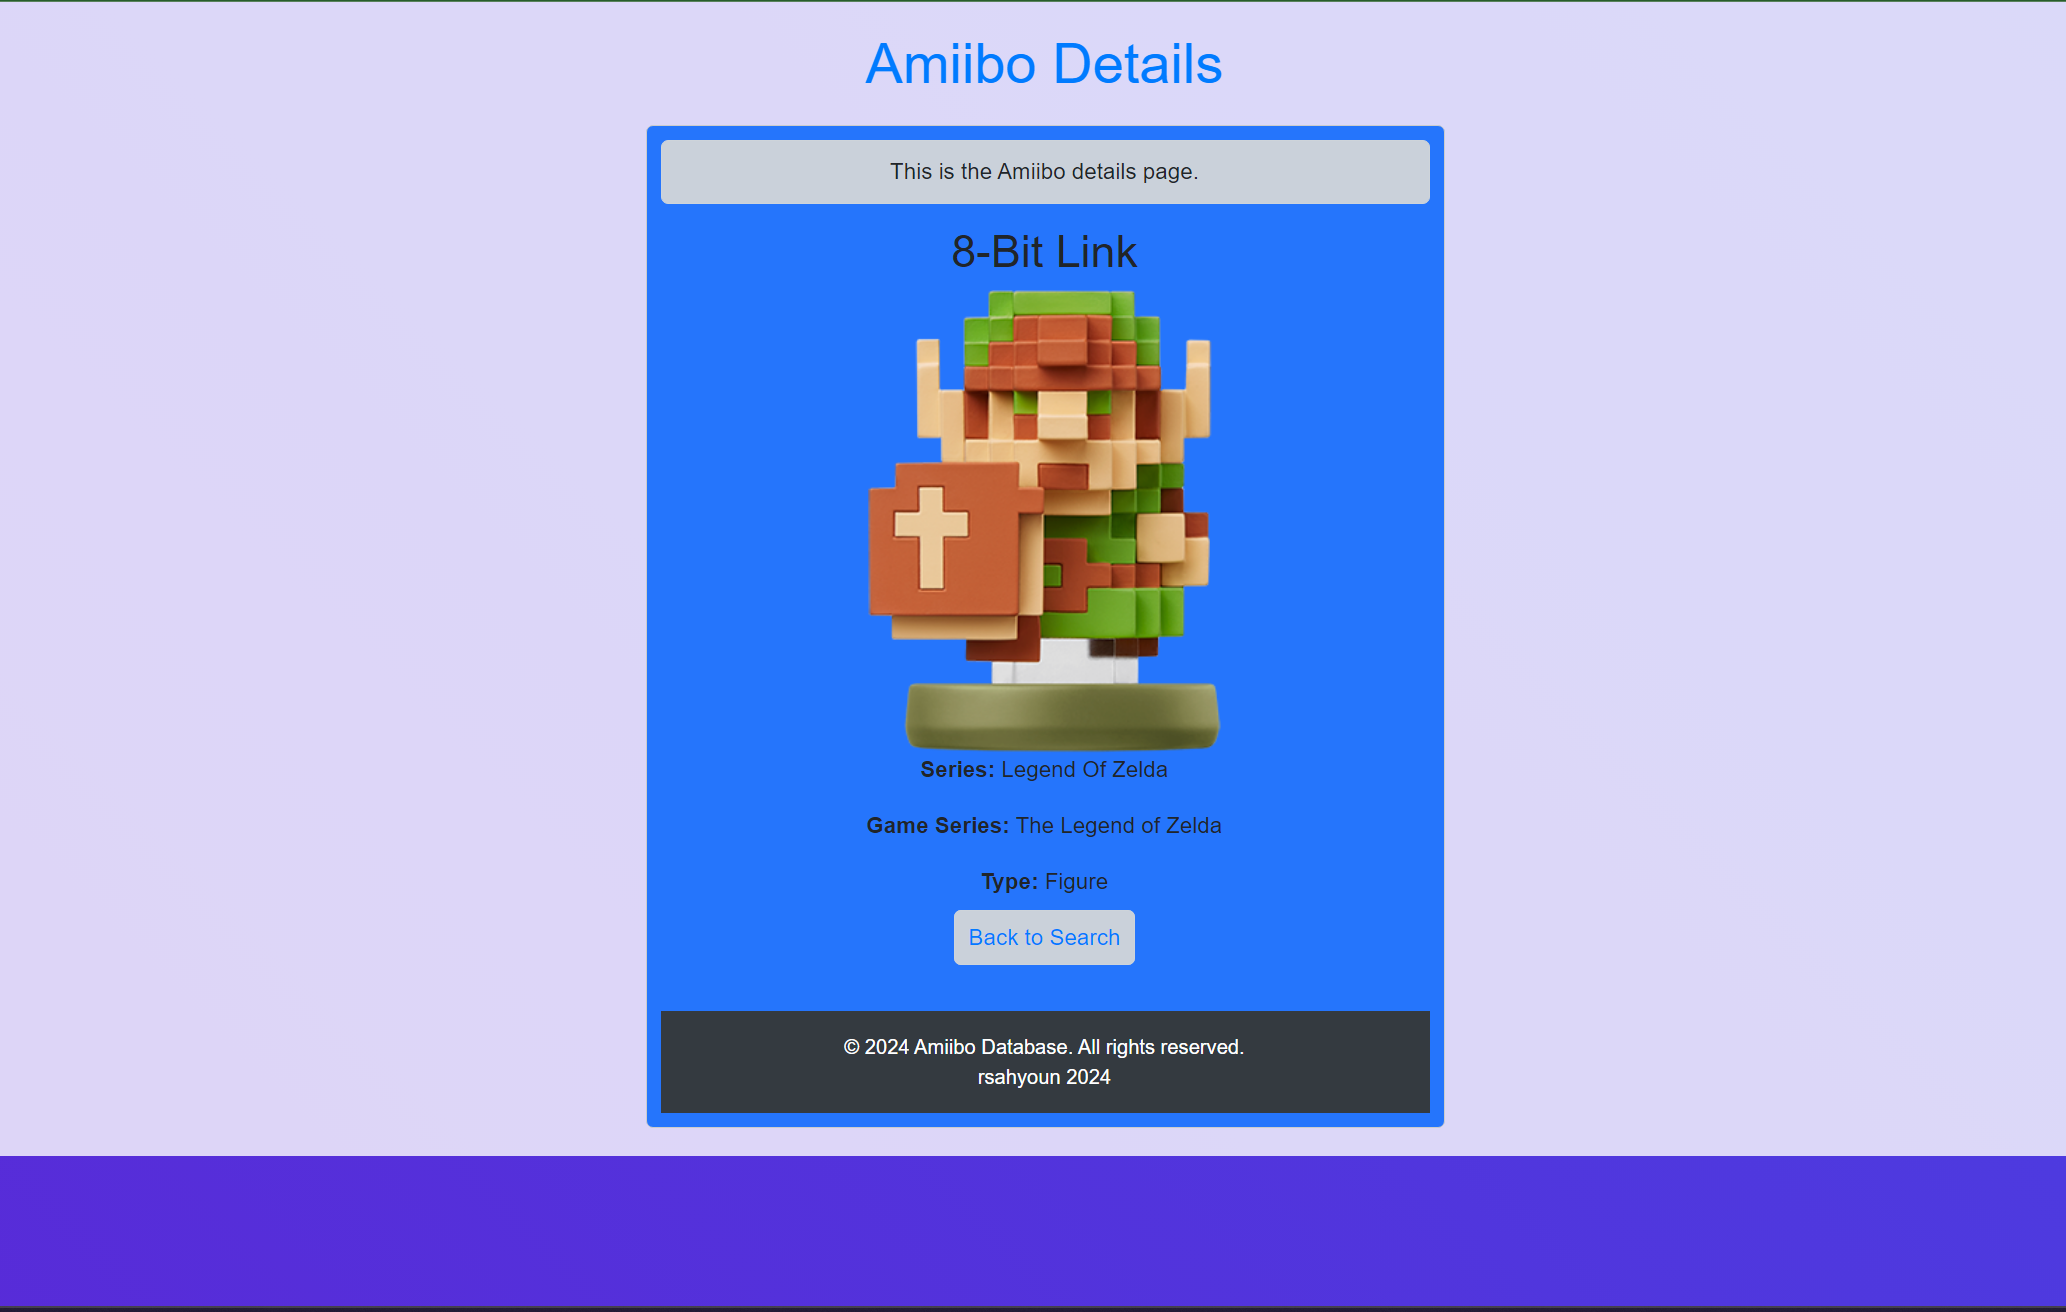 Amiibo Details
This is the Amiibo details page.
8-Bit Link
Series: Legend Of Zelda
Game Series: The Legend of Zelda
Type: Figure
Back to Search
© 2024 Amiibo Database. All rights reserved.
rsahyoun 2024